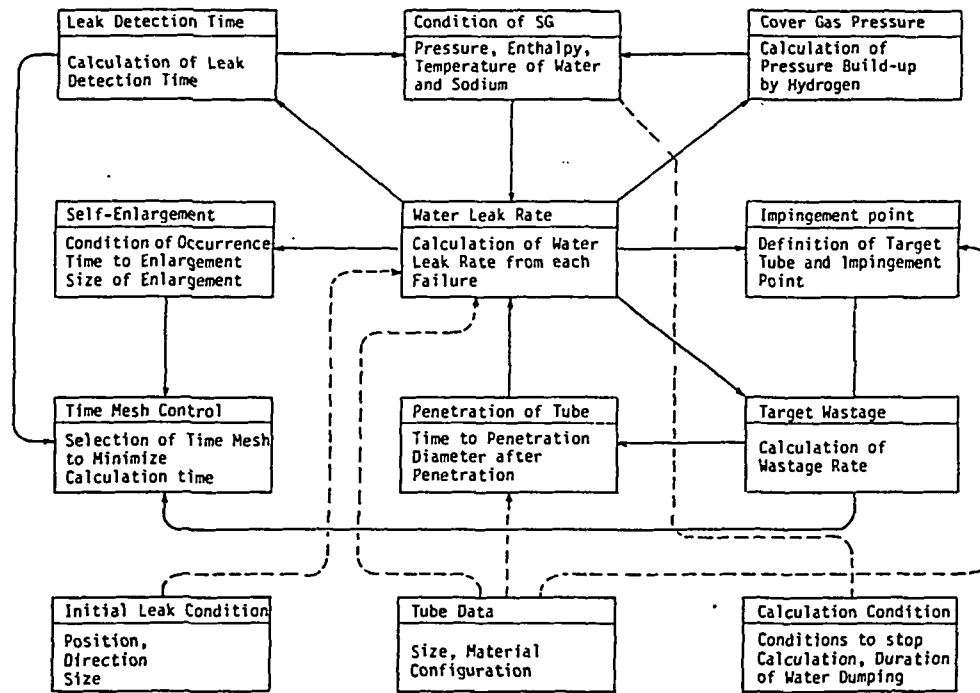 Leak Detection Time
Calculation of Leak
Detection Time
Condition of SG
Pressure, Enthalpy,
Temperature of Water
and Sodium
Cover Gas Pressure
Calculation of
Pressure Build-up
by Hydrogen
Self-Enlargement
Condition of Occurrence
Time to Enlargement
Size of Enlargement
Water Leak Rate
Calculation of Water
Leak Rate from each
Failure
Impingement point
Definition of Target
Tube and Impingement
Point
Time Mesh Control
Selection of Time Mesh
to Minimize
Calculation time
Penetration of Tube
Time to Penetration
Diameter after
Penetration
Target Wastage
Calculation of
Wastage Rate
Initial Leak Condition
Position,
Direction
Size
Tube Data
Size, Material
Configuration
Calculation Condition
Conditions to stop
Calculation, Duration
of Water Dumping